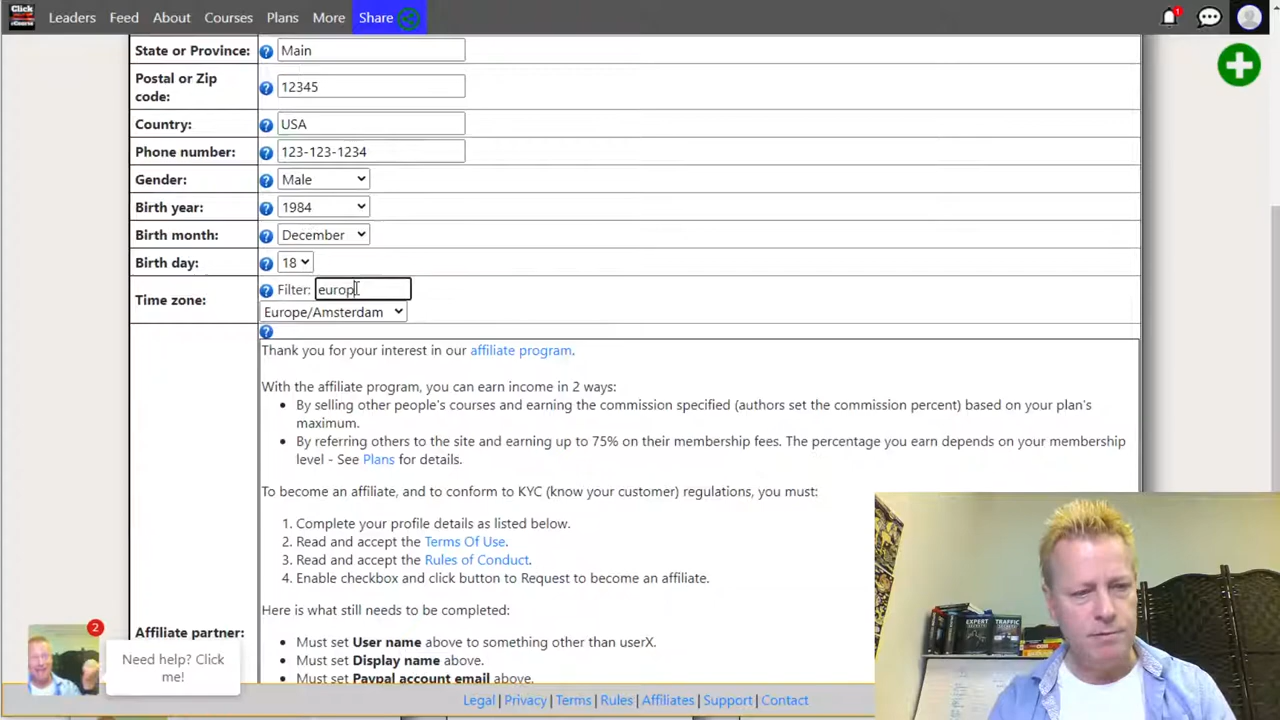 Click
Leaders Feed About Courses Plans More Share
1
State or Province: ? Main
Postal or Zip
code: ? 12345
Country: ? USA
Phone number: ? 123-123-1234
Gender: ? Male
Birth year: ? 1984
Birth month: ? December
Birth day: ? 18
Time zone: ? Filter: europ
Europe/Amsterdam
?
Thank you for your interest in our affiliate program.
With the affiliate program, you can earn income in 2 ways:
• By selling other people's courses and earning the commission specified (authors set the commission percent) based on your plan's
maximum.
• By referring others to the site and earning up to 75% on their membership fees. The percentage you earn depends on your membership
level - See Plans for details.
To become an affiliate, and to conform to KYC (know your customer) regulations, you must:
1. Complete your profile details as listed below.
2. Read and accept the Terms Of Use.
3. Read and accept the Rules of Conduct.
4. Enable checkbox and click button to Request to become an affiliate.
Here is what still needs to be completed:
Affiliate partner:
• Must set User name above to something other than userX.
• Must set Display name above.
• Must set Paypal account email above.
2
Need help? Click
me!
EXPERT
SECRETS
TRAFFIC
SECRETS
Legal | Privacy | Terms | Rules | Affiliates | Support | Contact